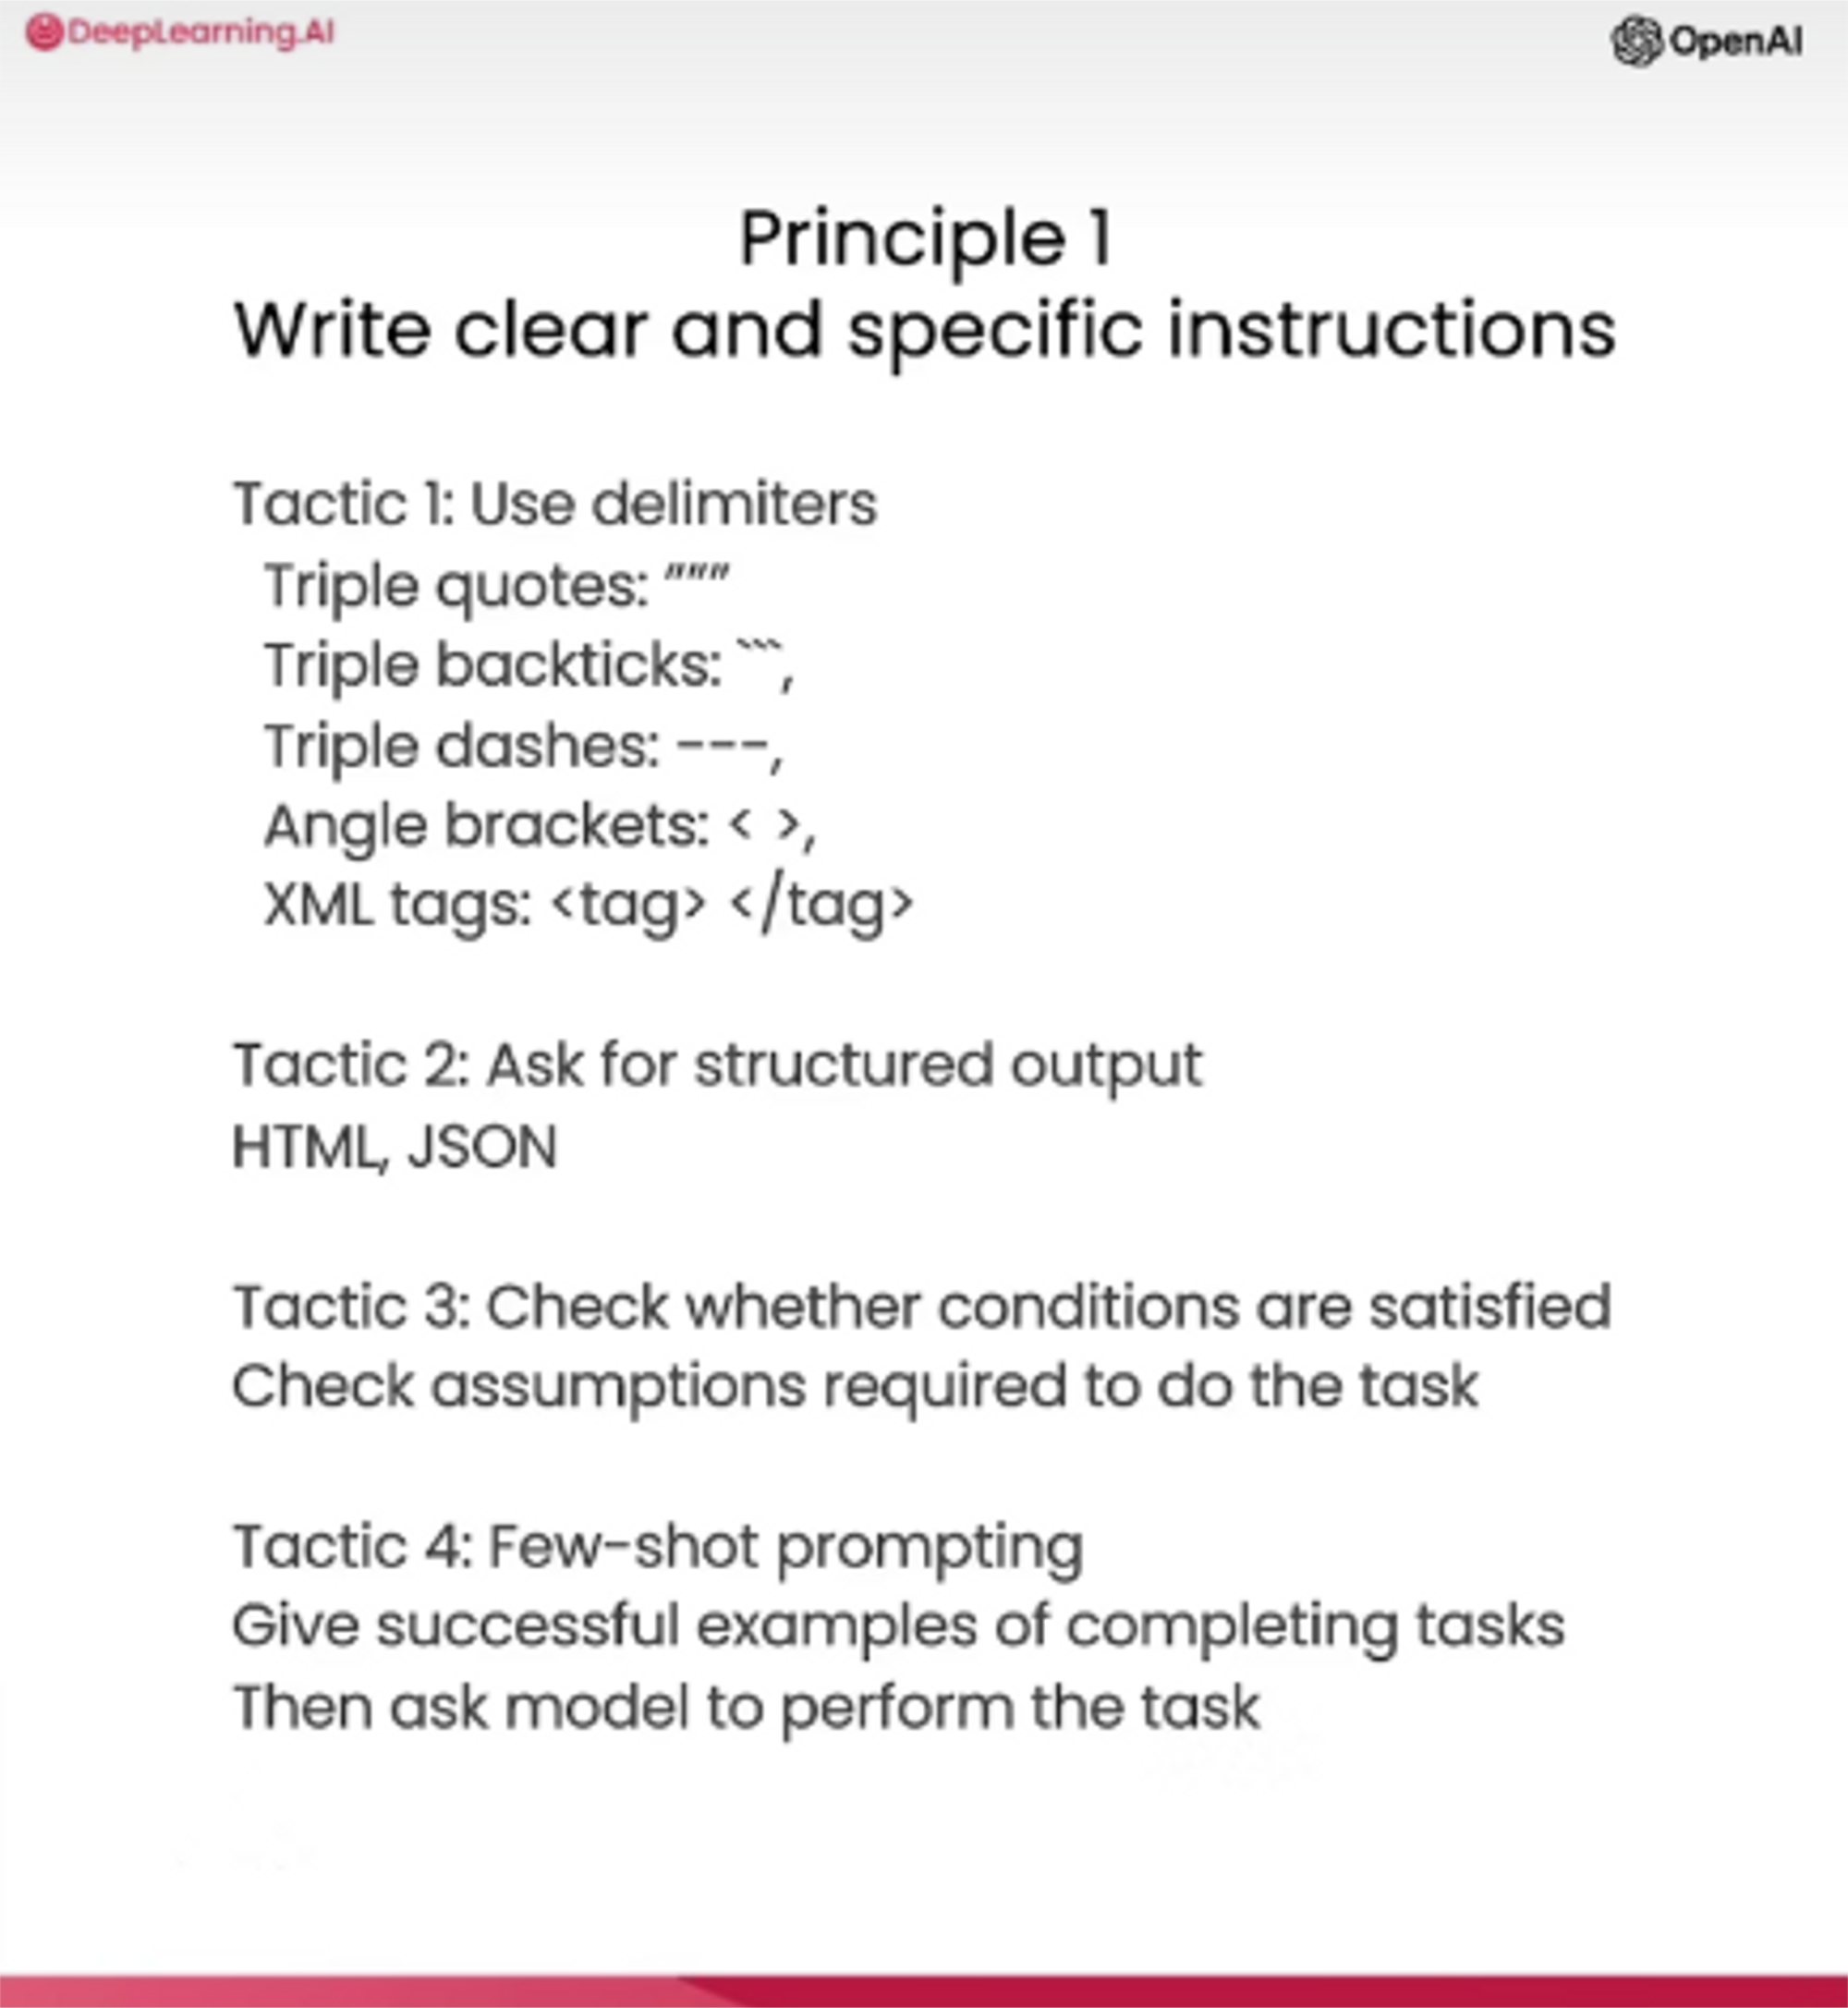 DeepLearning.AI
OpenAI
Principle 1
Write clear and specific instructions
Tactic 1: Use delimiters
Triple quotes: """
Triple backticks: ```,
Triple dashes: ---,
Angle brackets: < >,
XML tags: <tag> </tag>
Tactic 2: Ask for structured output
HTML, JSON
Tactic 3: Check whether conditions are satisfied
Check assumptions required to do the task
Tactic 4: Few-shot prompting
Give successful examples of completing tasks
Then ask model to perform the task